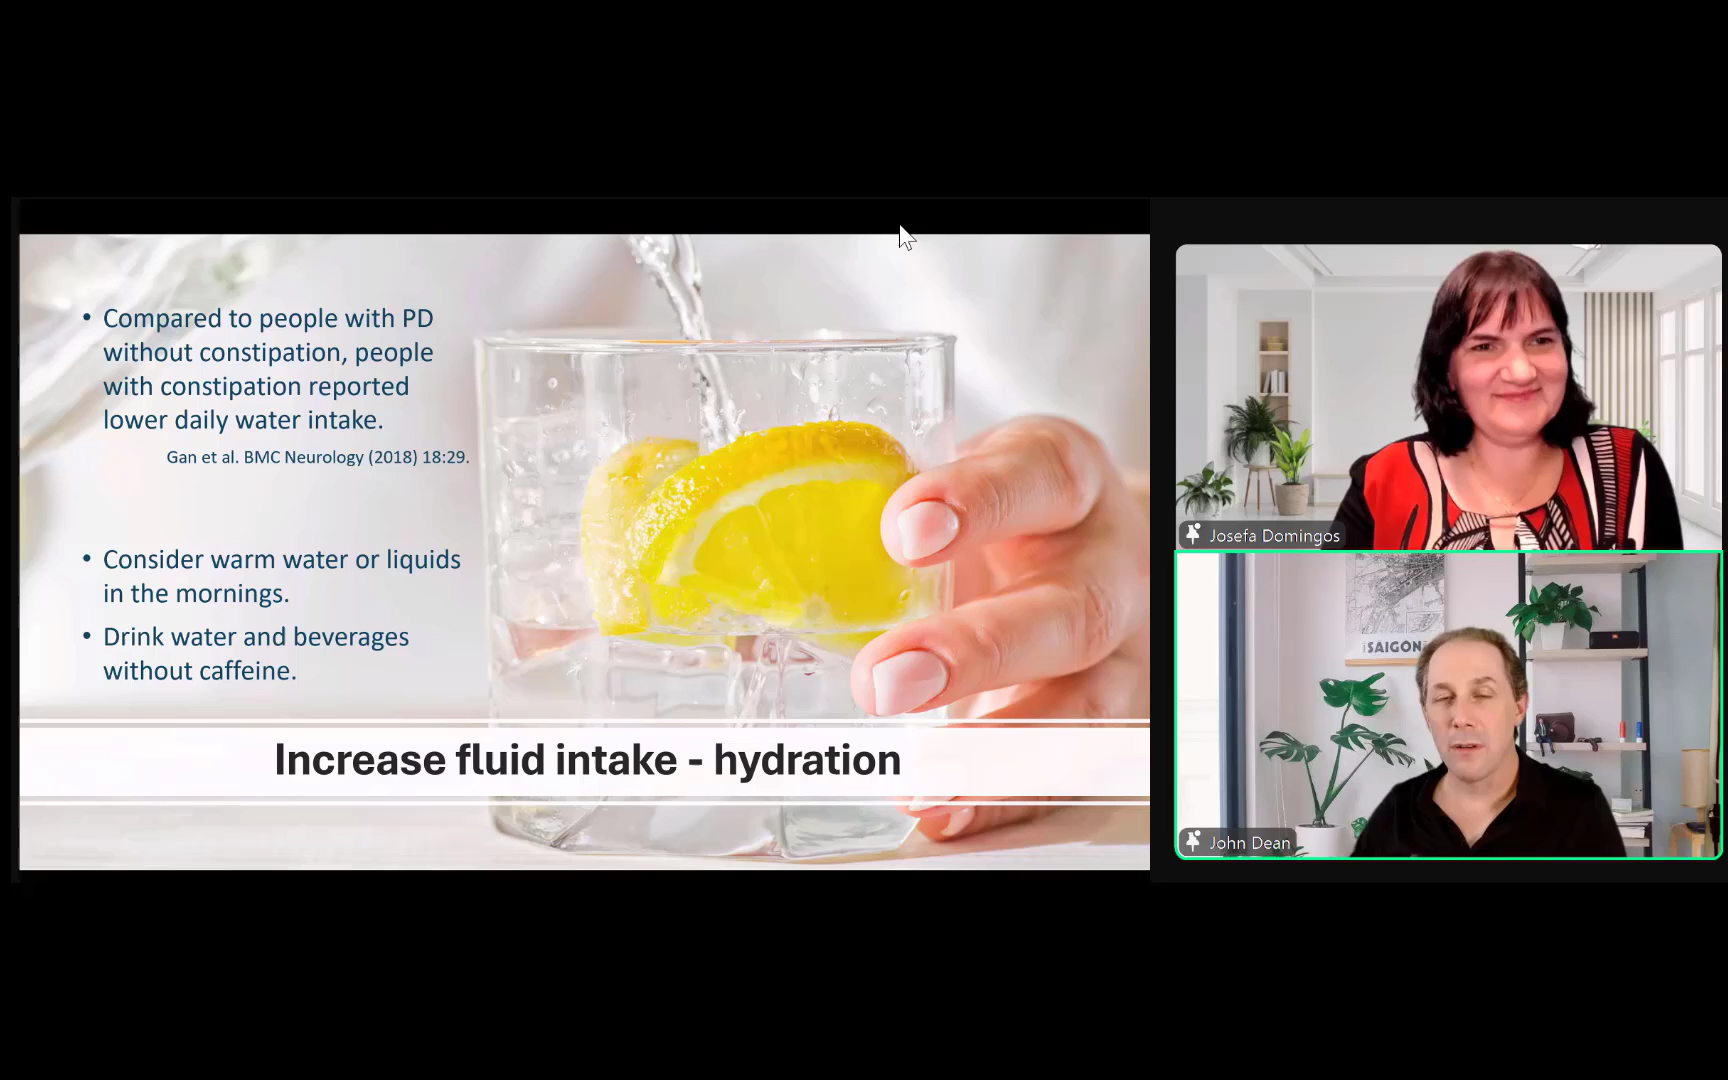 • Compared to people with PD
without constipation, people
with constipation reported
lower daily water intake.
Gan et al. BMC Neurology (2018) 18:29.
• Consider warm water or liquids
in the mornings.
• Drink water and beverages
without caffeine.
Increase fluid intake - hydration
Josefa Domingos
SAIGON
John Dean